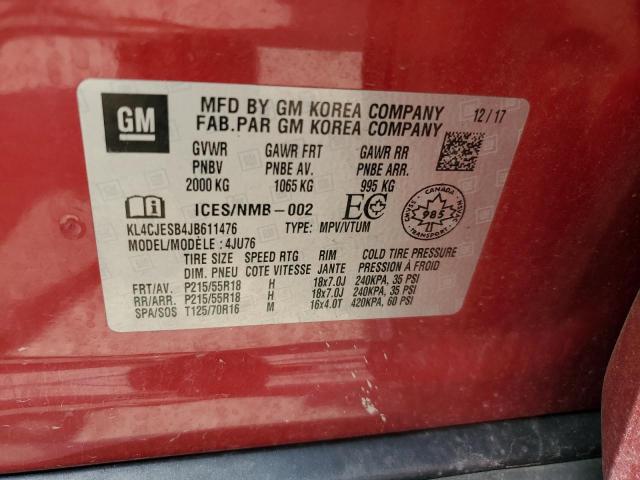 GM
MFD BY GM KOREA COMPANY 12/17
FAB.PAR GM KOREA COMPANY
GVWR GAWR FRT GAWR RR
PNBV PNBE AV. PNBE ARR.
2000 KG 1065 KG 995 KG
ICES/NMB-002 EC
CANADA
CMVSS 985 NSVAC
TRANSPORT
KL4CJESB4JB611476 TYPE: MPV/VTUM
MODEL/MODÈLE : 4JU76
TIRE SIZE SPEED RTG RIM COLD TIRE PRESSURE
DIM. PNEU COTE VITESSE JANTE PRESSION À FROID
FRT/AV. P215/55R18 H 18x7.0J 240KPA, 35 PSI
RR/ARR. P215/55R18 H 18x7.0J 240KPA, 35 PSI
SPA/SOS T125/70R16 M 16x4.0T 420KPA, 60 PSI